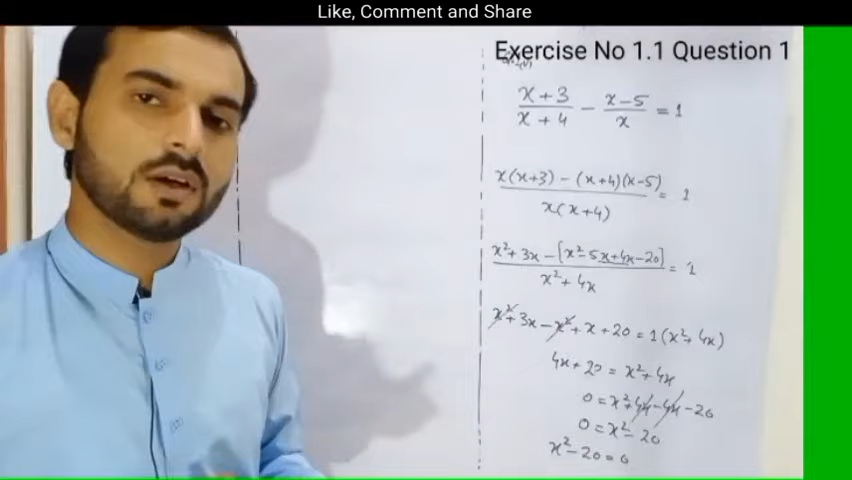 Like, Comment and Share
Exercise No 1.1 Question 1
x+3/x+4 - x-5/x = 1
x(x+3) - (x+4)(x-5)/x(x+4) = 1
x²+3x-[x²-5x+4x-20]/x²+4x = 1
x²+3x-x²+x+20=1(x²+4x)
4x+20=x²+4x
0=x²+4x-4x-20
0=x²-20
x²-20=0